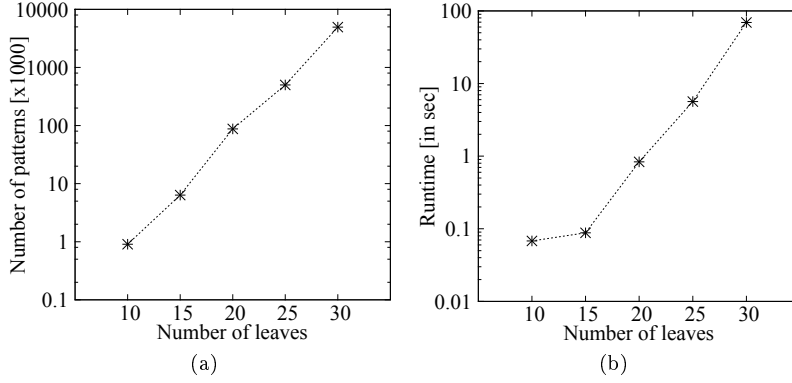 10000
1000
100
10
1
0.1
Number of patterns [x1000]
10 15 20 25 30
Number of leaves
(a)
100
10
1
0.1
0.01
Runtime [in sec]
10 15 20 25 30
Number of leaves
(b)